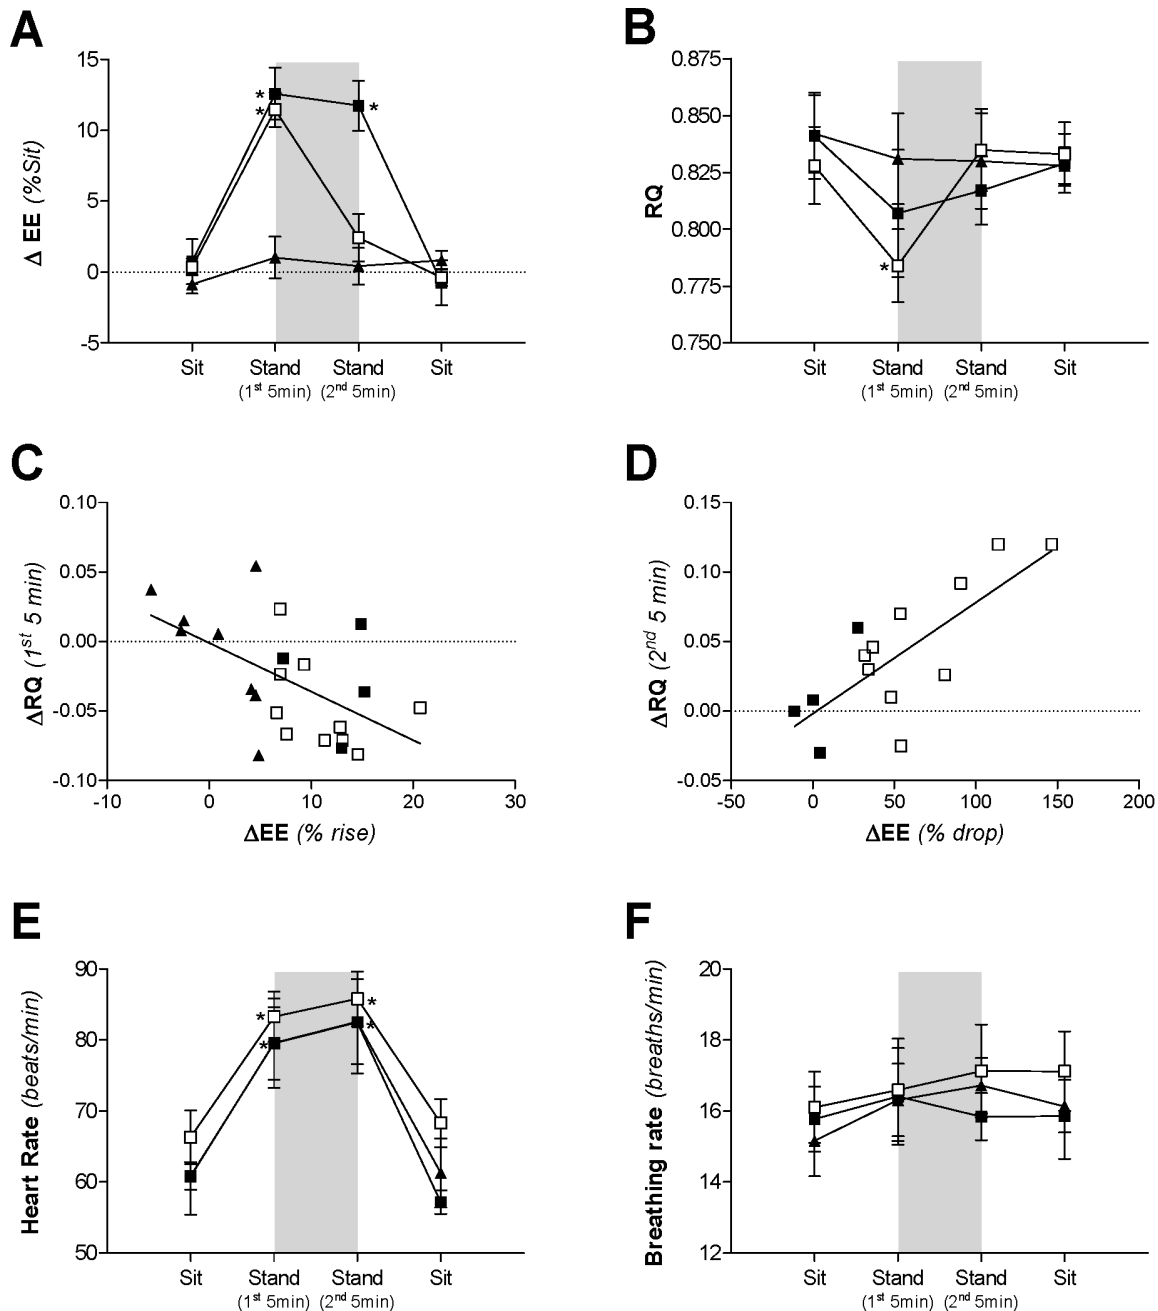 A
Δ EE (%Sit)
15
10
5
0
-5
*
*
*
Sit
Stand
Stand
Sit
(1st 5min)
(2nd 5min)
B
RQ
0.875
0.850
0.825
0.800
0.775
0.750
*
Sit
Stand
Stand
Sit
(1st 5min)
(2nd 5min)
C
ΔRQ (1st 5 min)
0.10
0.05
0.00
-0.05
-0.10
-10
0
10
20
30
ΔEE (% rise)
D
ΔRQ (2nd 5 min)
0.15
0.10
0.05
0.00
-0.05
-50
0
50
100
150
200
ΔEE (% drop)
E
Heart Rate (beats/min)
90
80
70
60
50
*
*
*
*
Sit
Stand
Stand
Sit
(1st 5min)
(2nd 5min)
F
Breathing rate (breaths/min)
20
18
16
14
12
Sit
Stand
Stand
Sit
(1st 5min)
(2nd 5min)